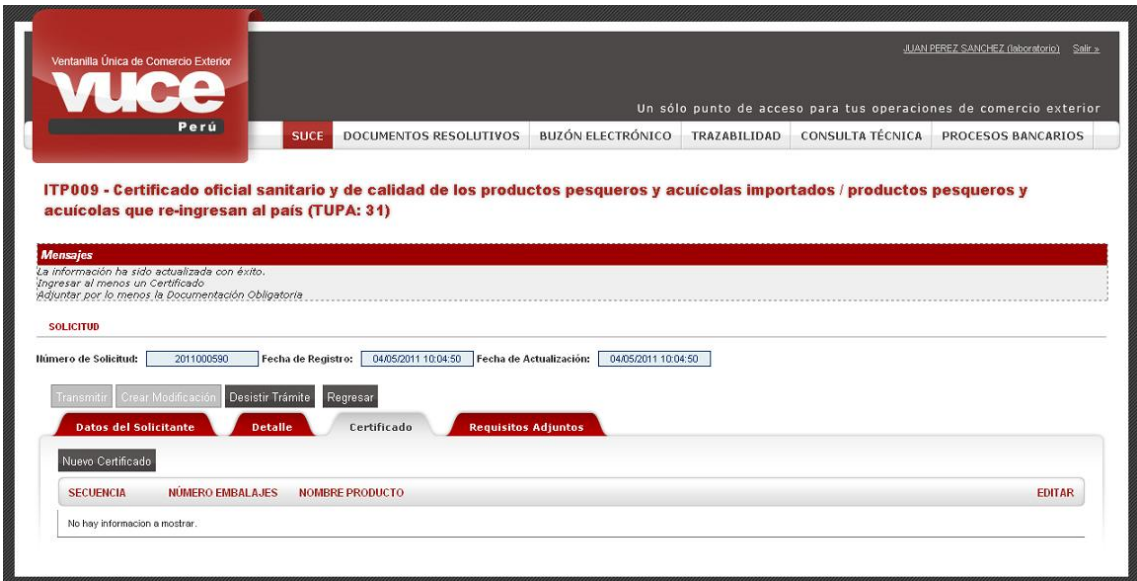 JUAN PEREZ SANCHEZ (laboratorio) Salir »
Ventanilla Única de Comercio Exterior
vuce
Perú
Un sólo punto de acceso para tus operaciones de comercio exterior
SUCE DOCUMENTOS RESOLUTIVOS BUZÓN ELECTRÓNICO TRAZABILIDAD CONSULTA TÉCNICA PROCESOS BANCARIOS
ITP009 - Certificado oficial sanitario y de calidad de los productos pesqueros y acuícolas importados / productos pesqueros y
acuícolas que re-ingresan al país (TUPA: 31)
Mensajes
La información ha sido actualizada con éxito.
Ingresar al menos un Certificado
Adjuntar por lo menos la Documentación Obligatoria
SOLICITUD
Número de Solicitud: 2011000590 Fecha de Registro: 04/05/2011 10:04:50 Fecha de Actualización: 04/05/2011 10:04:50
Transmitir Crear Modificación Desistir Trámite Regresar
Datos del Solicitante Detalle Certificado Requisitos Adjuntos
Nuevo Certificado
SECUENCIA NÚMERO EMBALAJES NOMBRE PRODUCTO EDITAR
No hay informacion a mostrar.